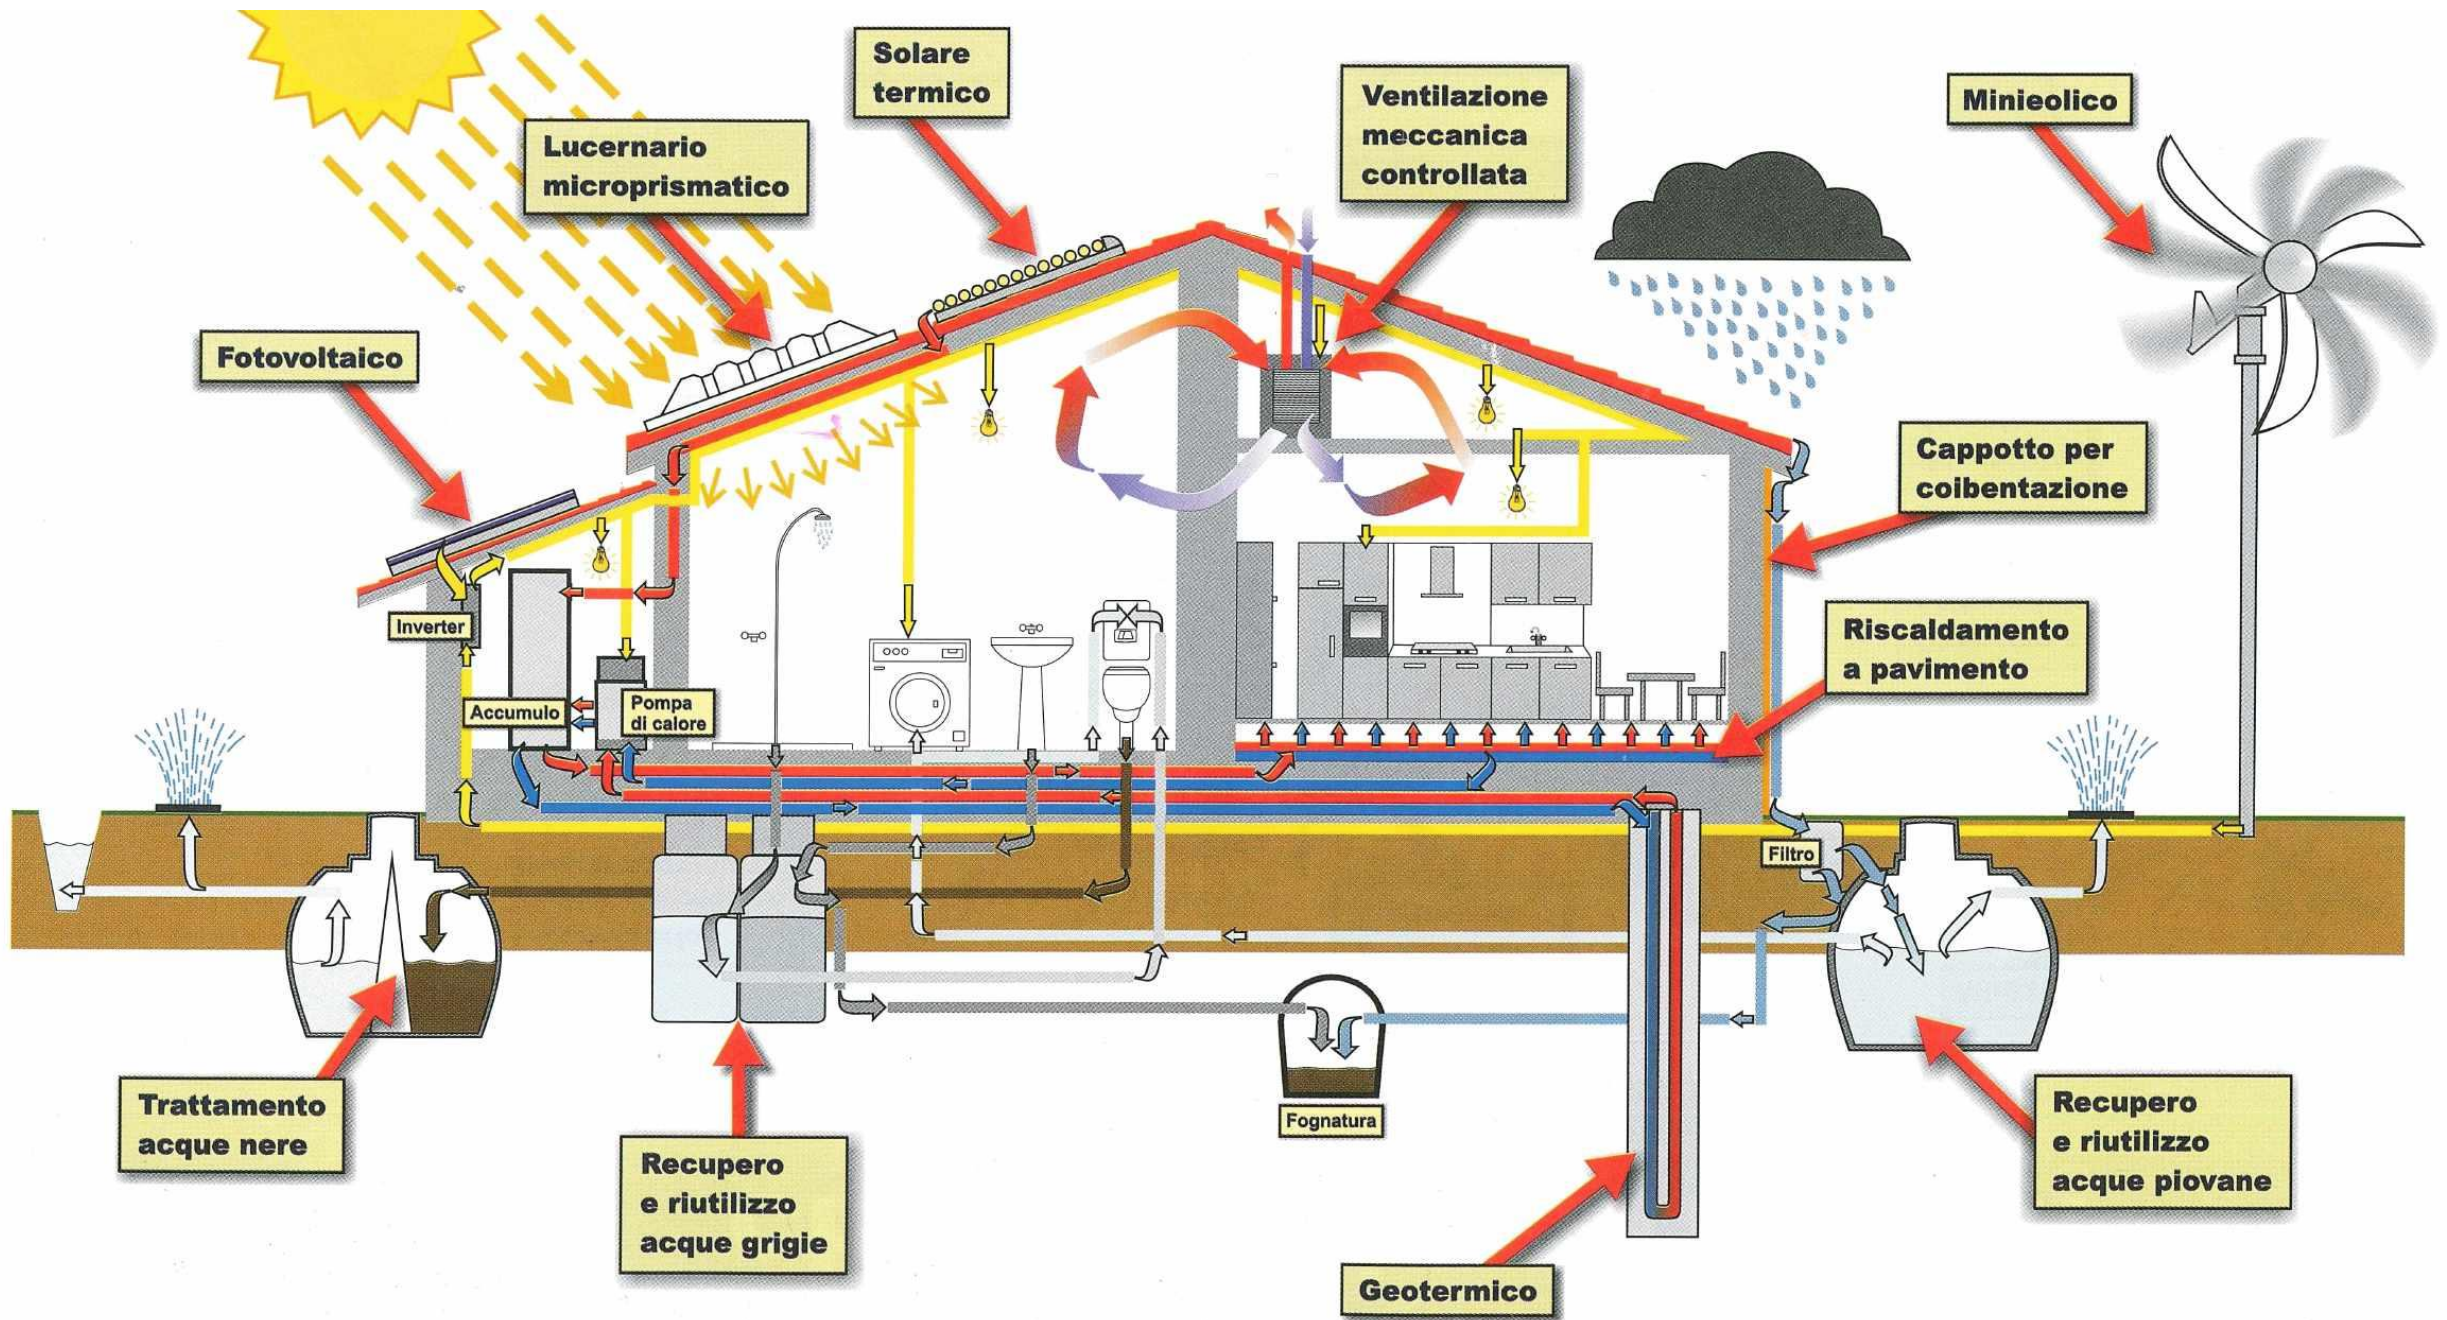 Solare
termico
Ventilazione
meccanica
controllata
Minieolico
Lucernario
microprismatico
Fotovoltaico
Cappotto per
coibentazione
Inverter
Riscaldamento
a pavimento
Accumulo
Pompa
di calore
Filtro
Trattamento
acque nere
Recupero
e riutilizzo
acque grigie
Fognatura
Recupero
e riutilizzo
acque piovane
Geotermico